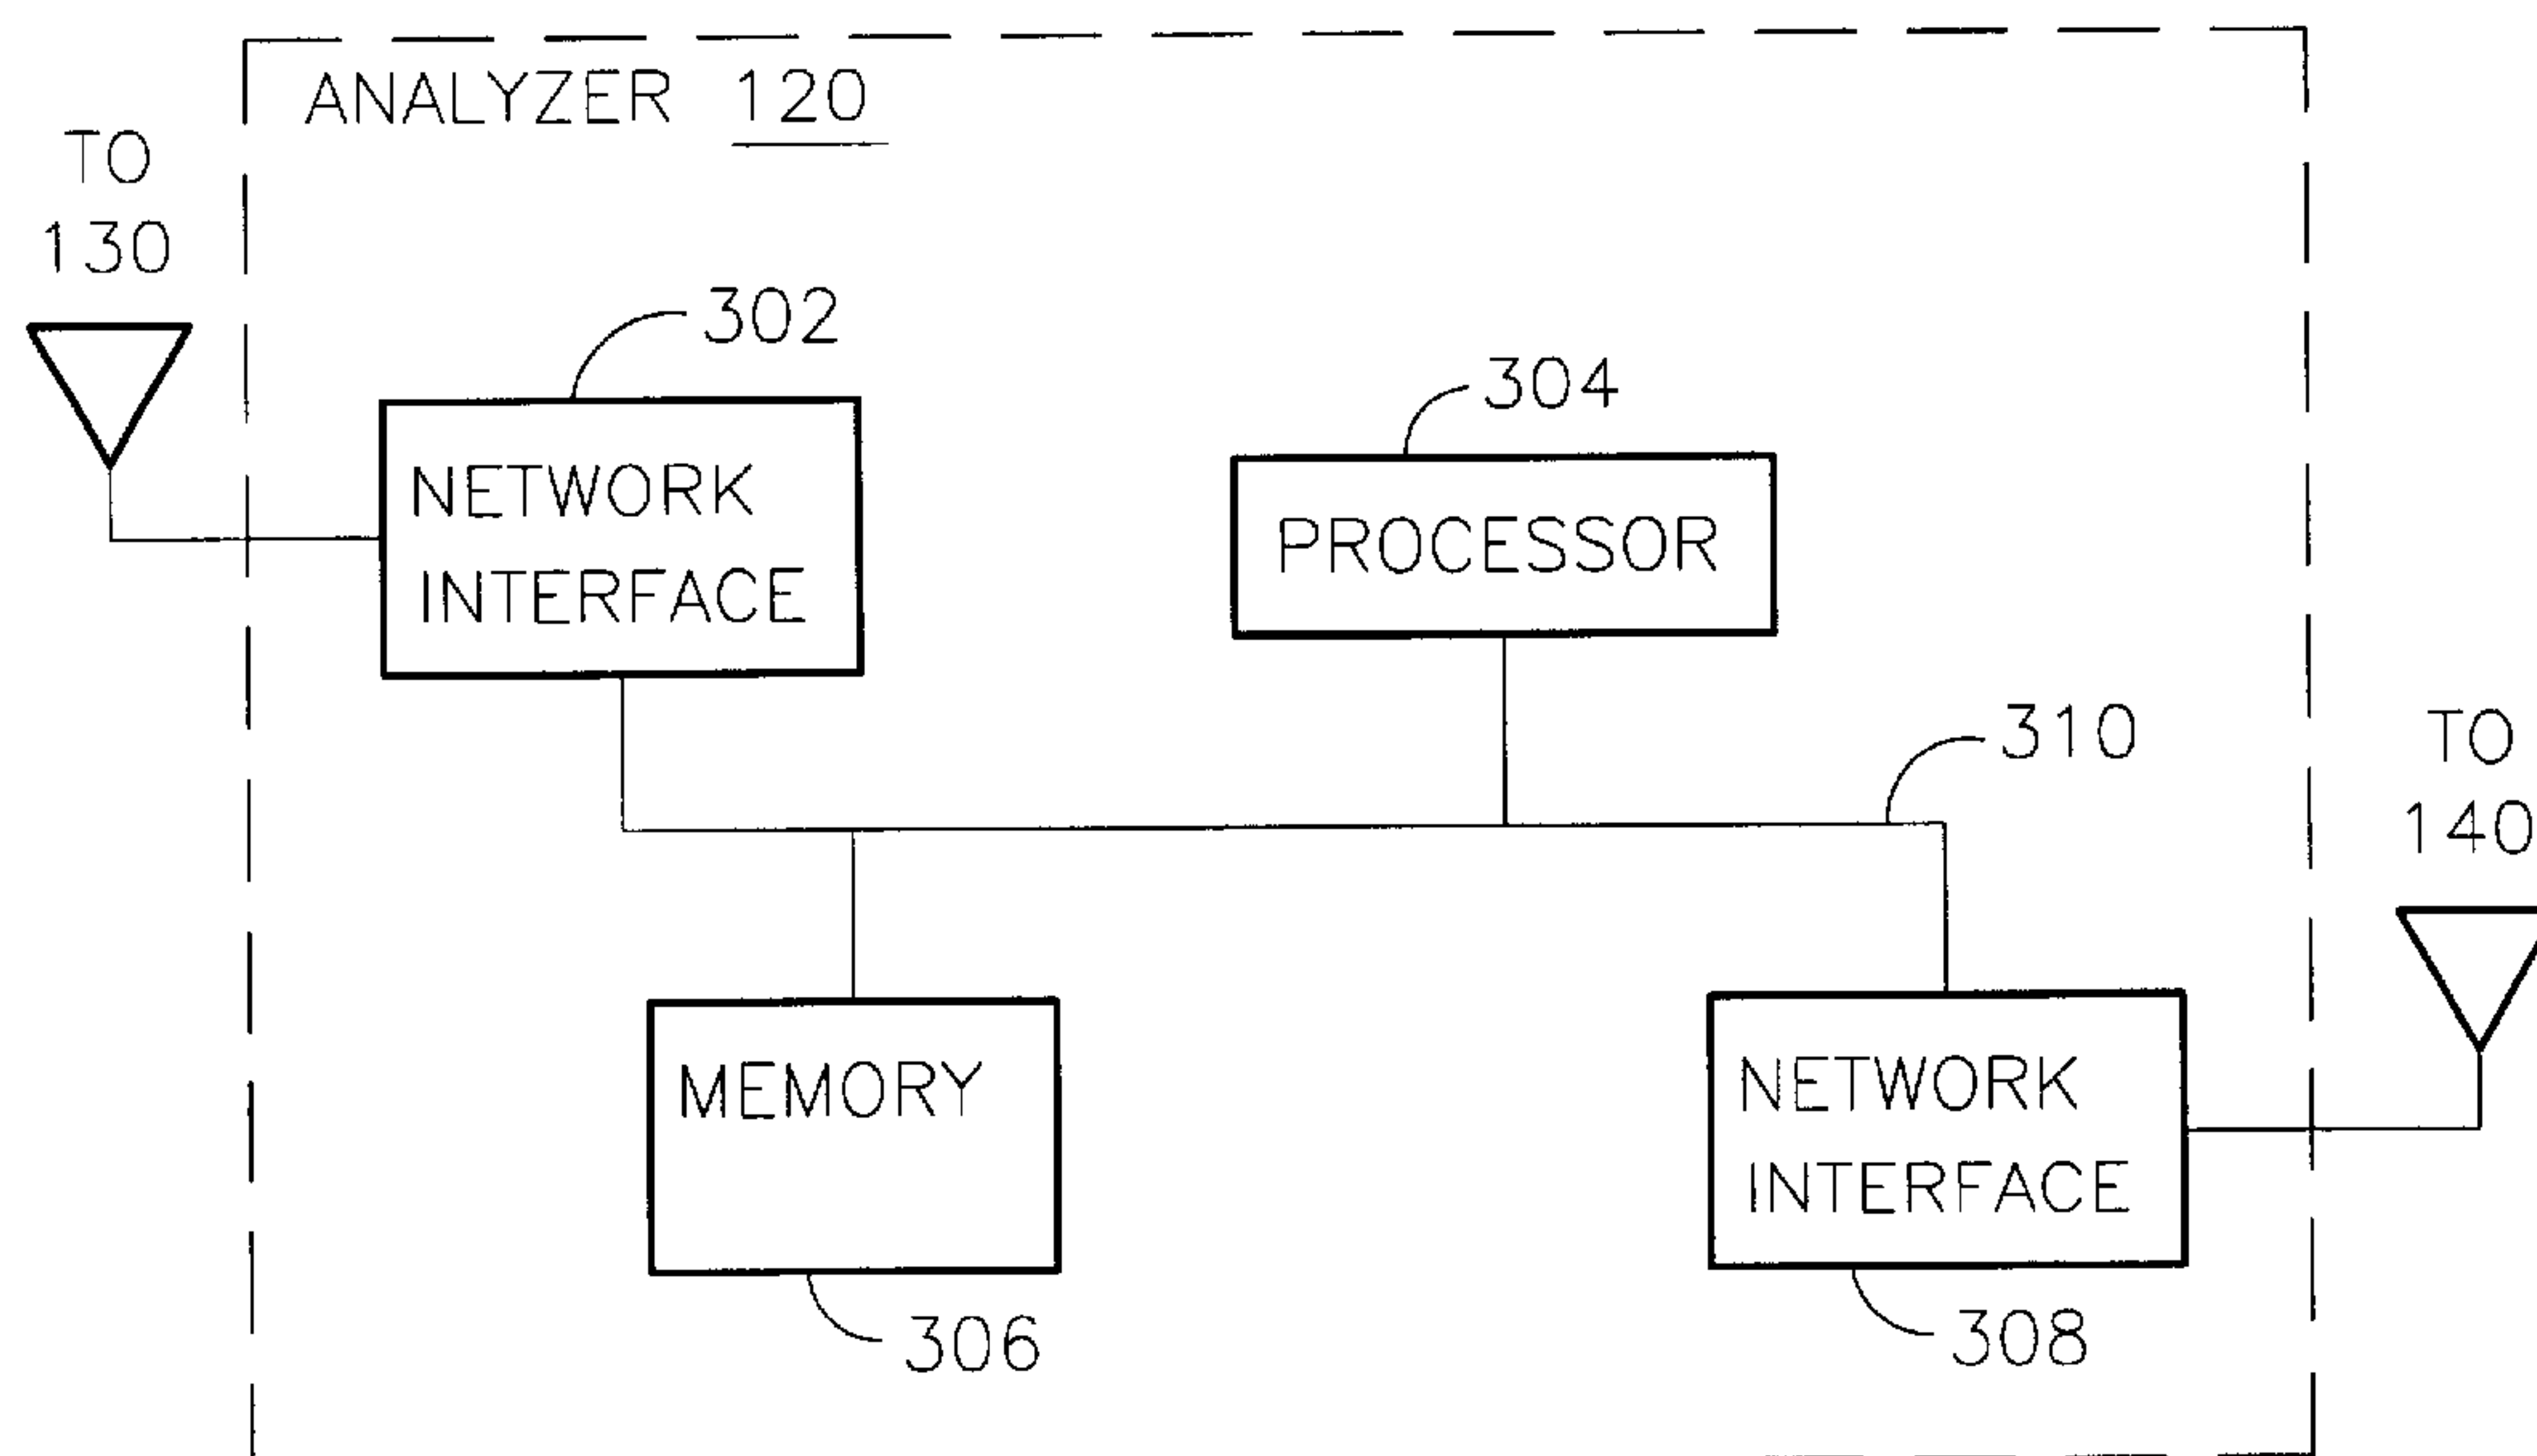 ANALYZER 120
TO
130
302
NETWORK
INTERFACE
304
PROCESSOR
310
TO
140
MEMORY
306
NETWORK
INTERFACE
308